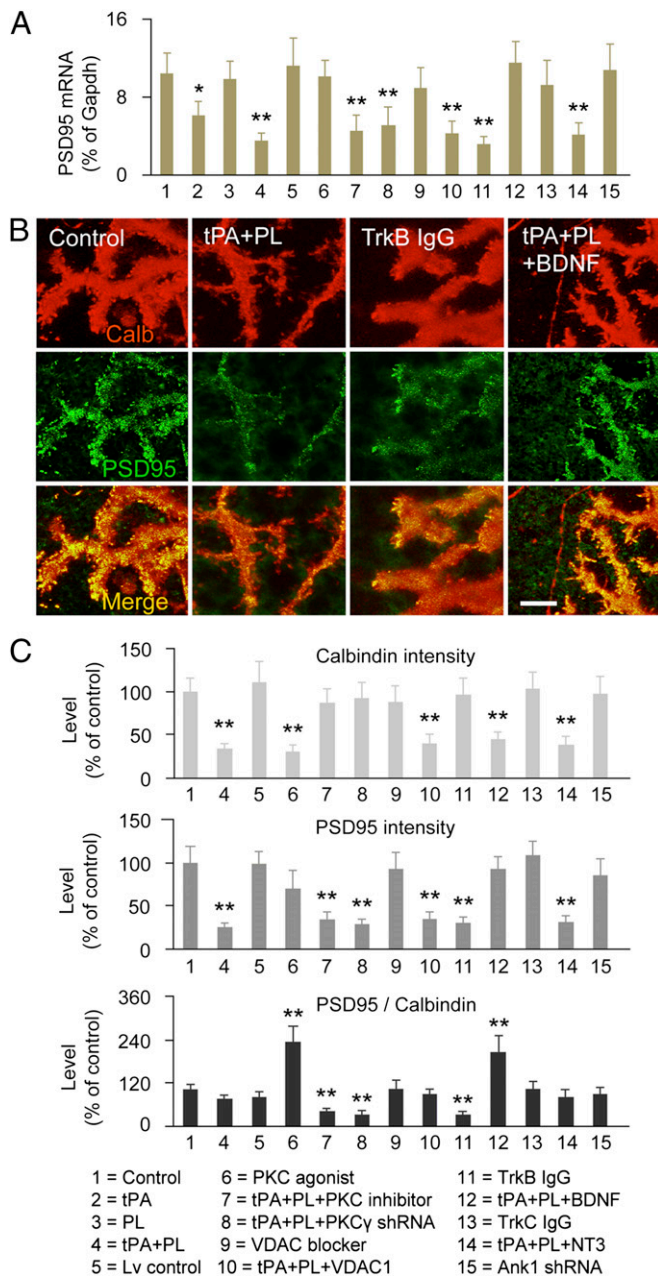 A
PSD95 mRNA
(% of Gapdh)
16
8
0
* ** ** ** ** ** **
1 2 3 4 5 6 7 8 9 10 11 12 13 14 15
B
Control tPA+PL TrkB IgG tPA+PL
+BDNF
Calb
PSD95
Merge
C
Calbindin intensity
Level
(% of control)
150
100
50
0
** ** ** ** **
1 4 5 6 7 8 9 10 11 12 13 14 15
PSD95 intensity
Level
(% of control)
150
100
50
0
** ** ** ** ** **
1 4 5 6 7 8 9 10 11 12 13 14 15
PSD95 / Calbindin
Level
(% of control)
360
240
120
0
** ** ** ** **
1 4 5 6 7 8 9 10 11 12 13 14 15
1 = Control 6 = PKC agonist 11 = TrkB IgG
2 = tPA 7 = tPA+PL+PKC inhibitor 12 = tPA+PL+BDNF
3 = PL 8 = tPA+PL+PKCγ shRNA 13 = TrkC IgG
4 = tPA+PL 9 = VDAC blocker 14 = tPA+PL+NT3
5 = Lv control 10 = tPA+PL+VDAC1 15 = Ank1 shRNA